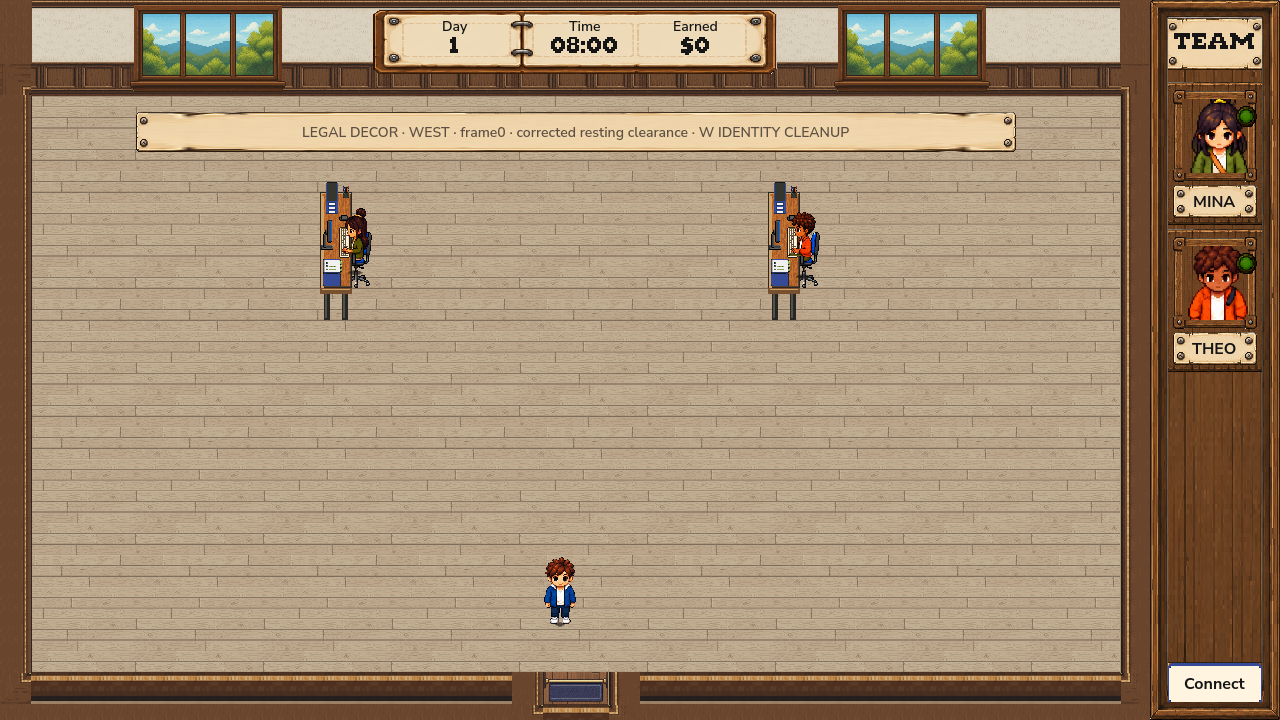 Day
1
Time
08:00
Earned
$0
TEAM
LEGAL DECOR · WEST · frame0 · corrected resting clearance · W IDENTITY CLEANUP
MINA
THEO
Connect